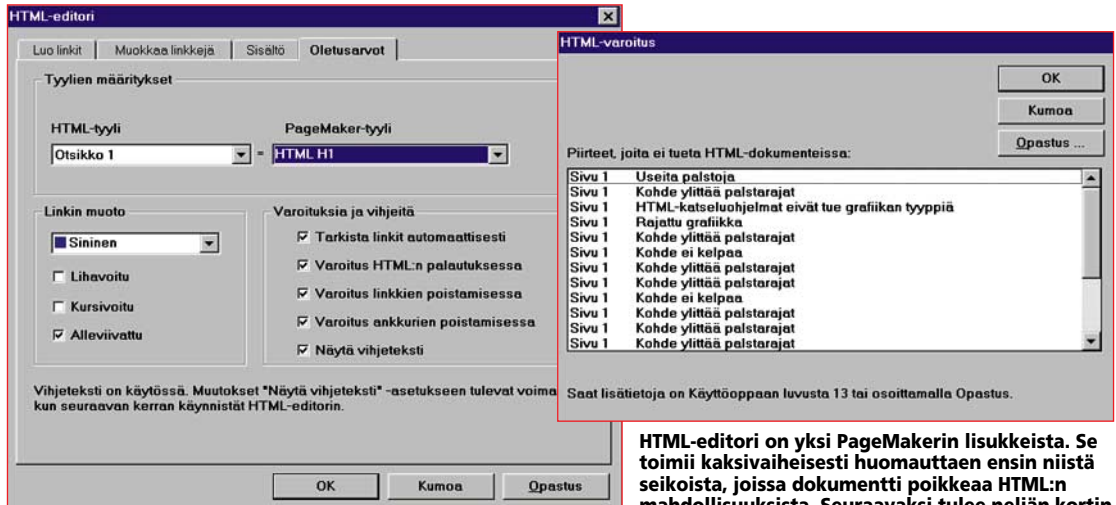 HTML-editori
Luo linkit Muokkaa linkkejä Sisältö Oletusarvot
Tyylien määritykset
HTML-tyyli PageMaker-tyyli
Otsikko 1 = HTML H1
Linkin muoto
Sininen
Lihavoitu
Kursivoitu
Alleviivattu
Varoituksia ja vihjeitä
Tarkista linkit automaattisesti
Varoitus HTML:n palautuksessa
Varoitus linkkien poistamisessa
Varoitus ankkurien poistamisessa
Näytä vihjeteksti
Vihjeteksti on käytössä. Muutokset "Näytä vihjeteksti" -asetukseen tulevat voima
kun seuraavan kerran käynnistät HTML-editorin.
OK Kumoa Opastus
HTML-varoitus
OK
Kumoa
Opastus ...
Piirteet, joita ei tueta HTML-dokumenteissa:
Sivu 1 Useita palstoja
Sivu 1 Kohde ylittää palstarajat
Sivu 1 HTML-katseluohjelmat eivät tue grafiikan tyyppiä
Sivu 1 Rajattu grafiikka
Sivu 1 Kohde ylittää palstarajat
Sivu 1 Kohde ei kelpaa
Sivu 1 Kohde ylittää palstarajat
Sivu 1 Kohde ylittää palstarajat
Sivu 1 Kohde ei kelpaa
Sivu 1 Kohde ylittää palstarajat
Sivu 1 Kohde ylittää palstarajat
Sivu 1 Kohde ylittää palstarajat
Saat lisätietoja on Käyttöoppaan luvusta 13 tai osoittamalla Opastus.
HTML-editori on yksi PageMakerin lisukkeista. Se
toimii kaksivaiheisesti huomauttaen ensin niistä
seikoista, joissa dokumentti poikkeaa HTML:n
mahdollisuuksista. Seuraavaksi tulee neljän kortin